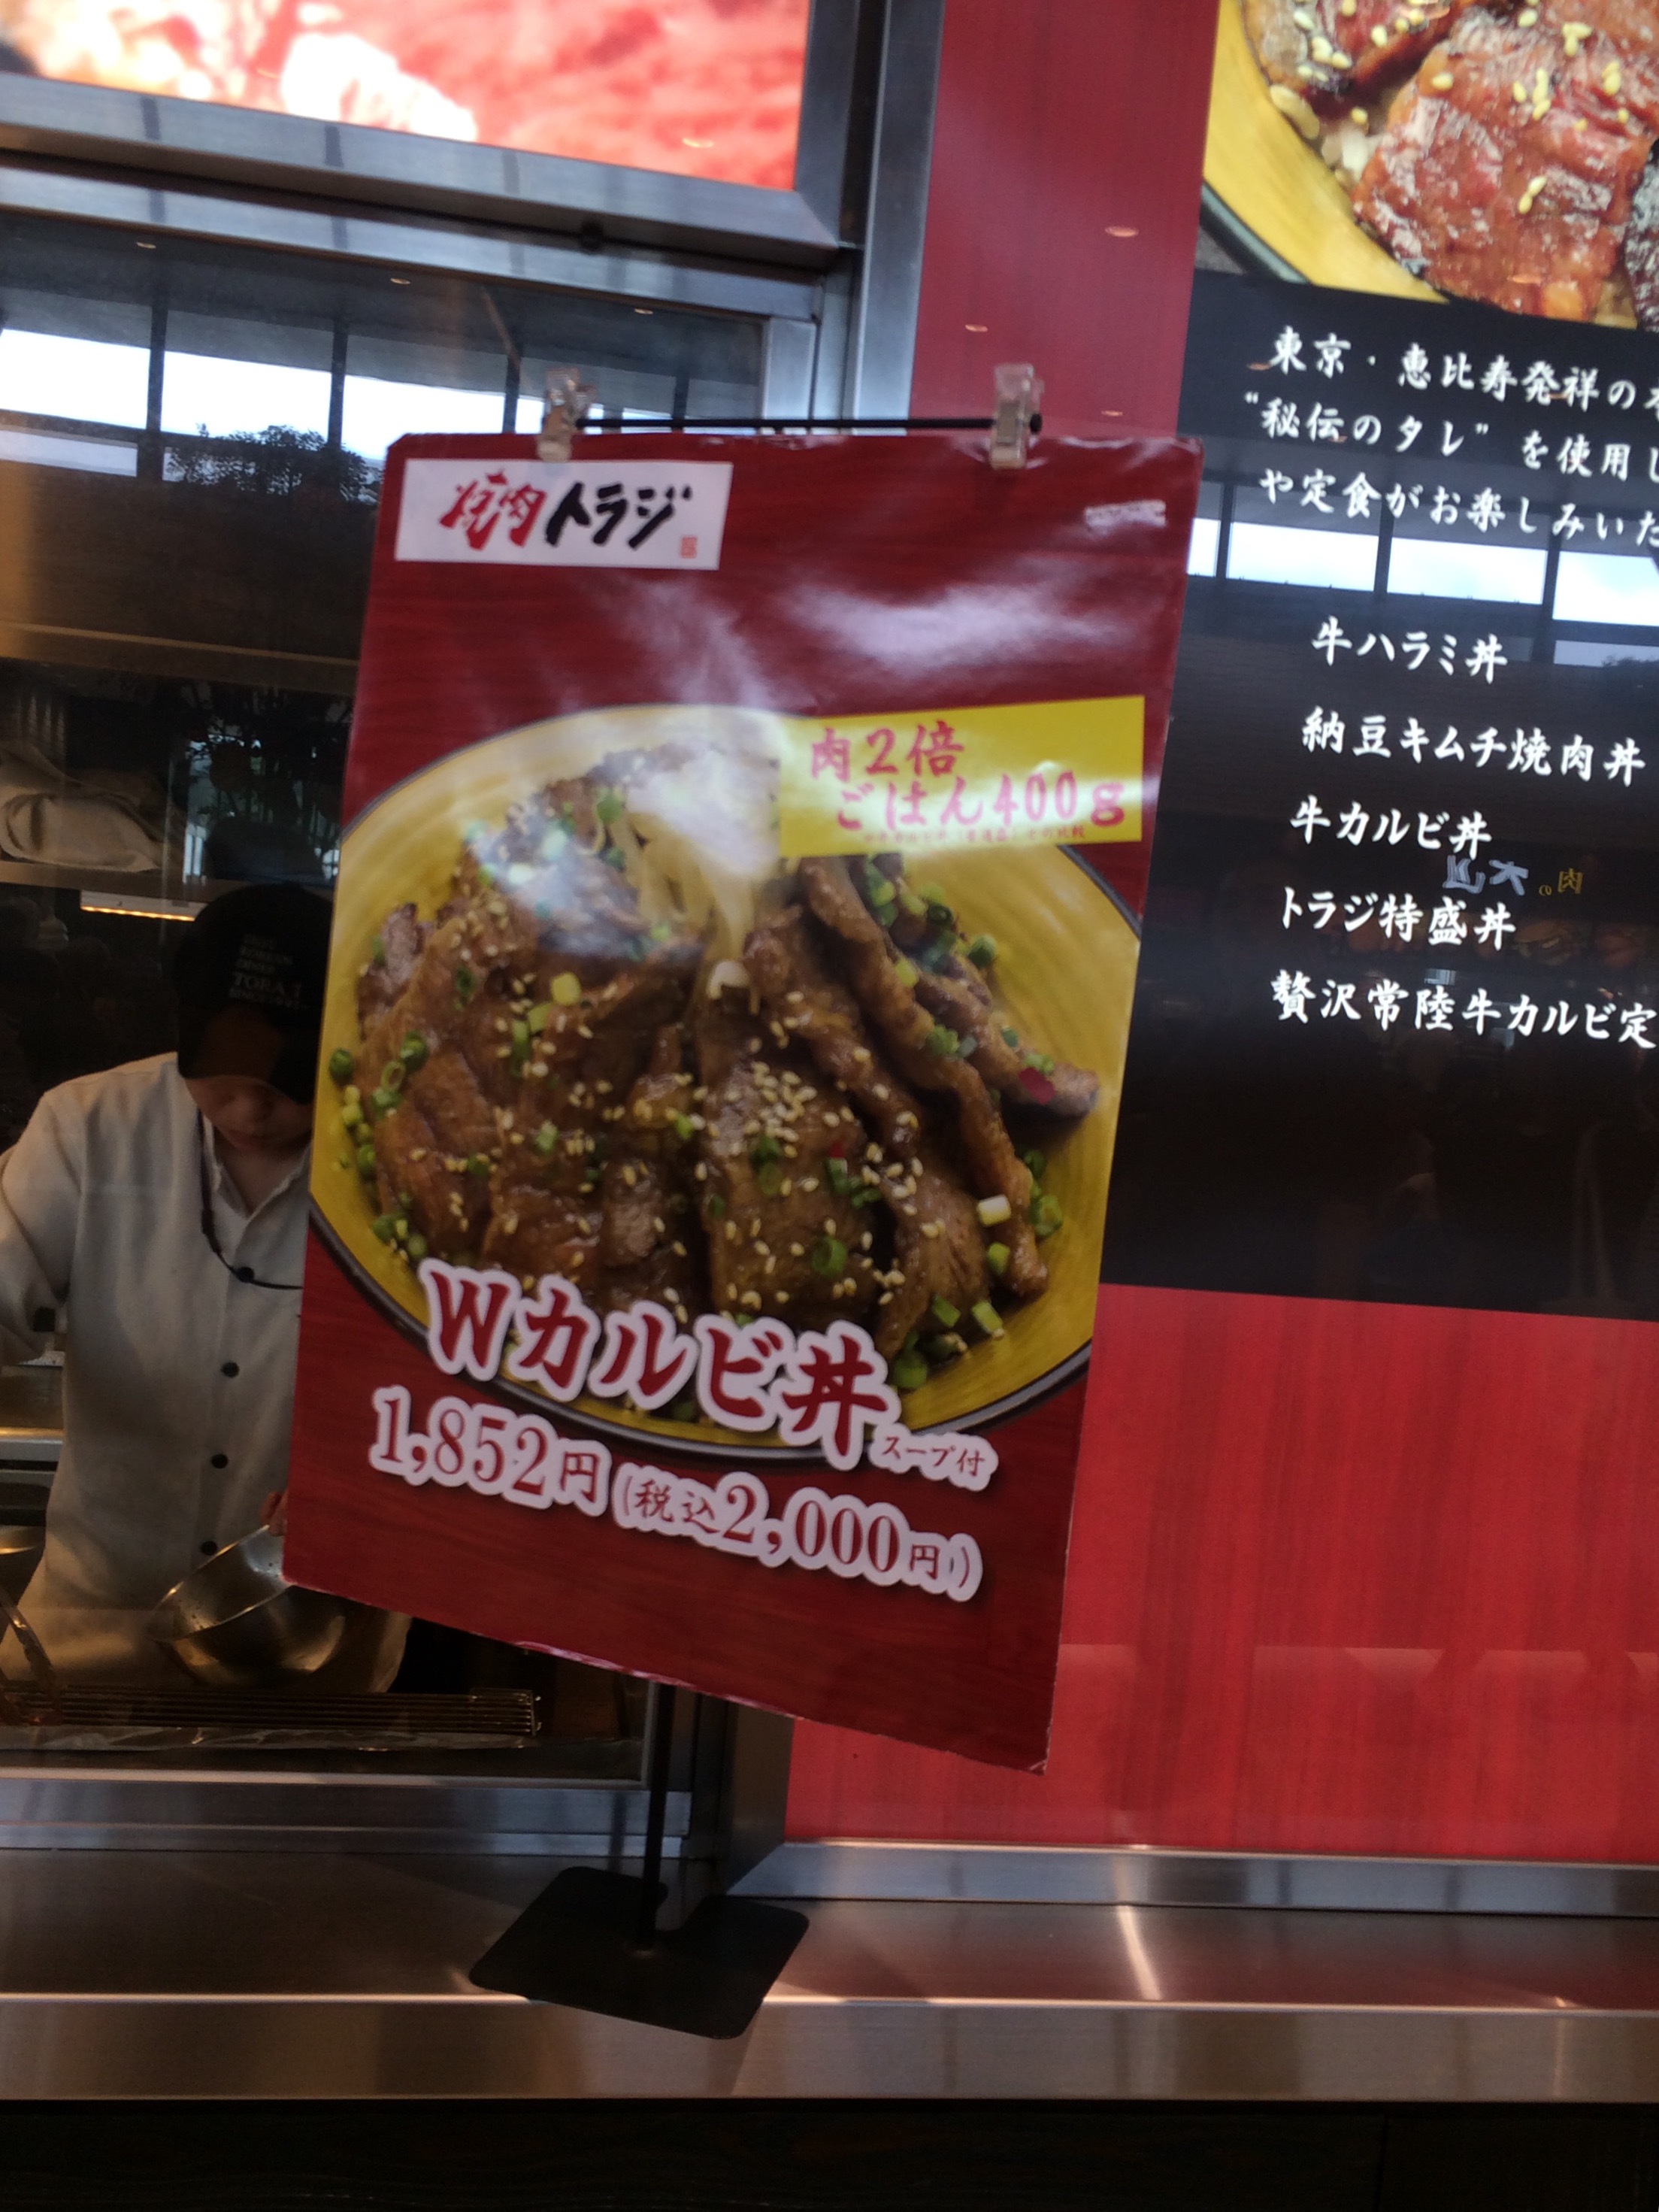 焼肉トラジ
肉2倍
ごはん400g
Wカルビ丼
スープ付
1,852円(税込2,000円)
東京・恵比寿発祥の
“秘伝のタレ”を使用し
や定食がお楽しみいた
牛ハラミ丼
納豆キムチ焼肉丼
牛カルビ丼
トラジ特盛丼
贅沢常陸牛カルビ定
KOREAN
TORAJI